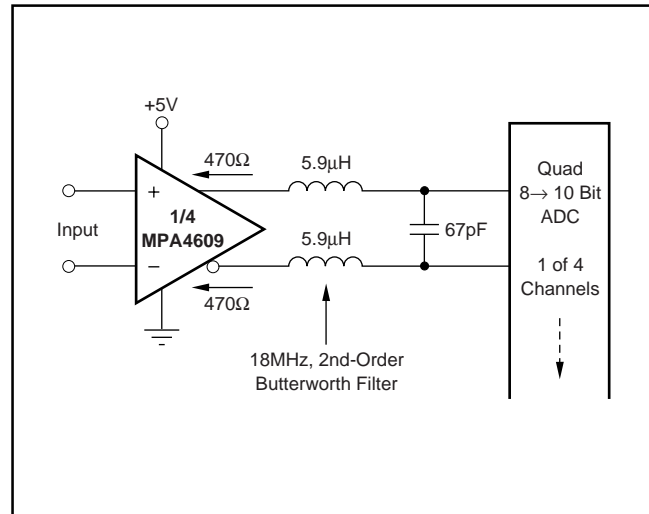 +5V
470Ω
5.9μH
+
Input
1/4
MPA4609
−
67pF
5.9μH
470Ω
18MHz, 2nd-Order
Butterworth Filter
Quad
8→ 10 Bit
ADC
1 of 4
Channels